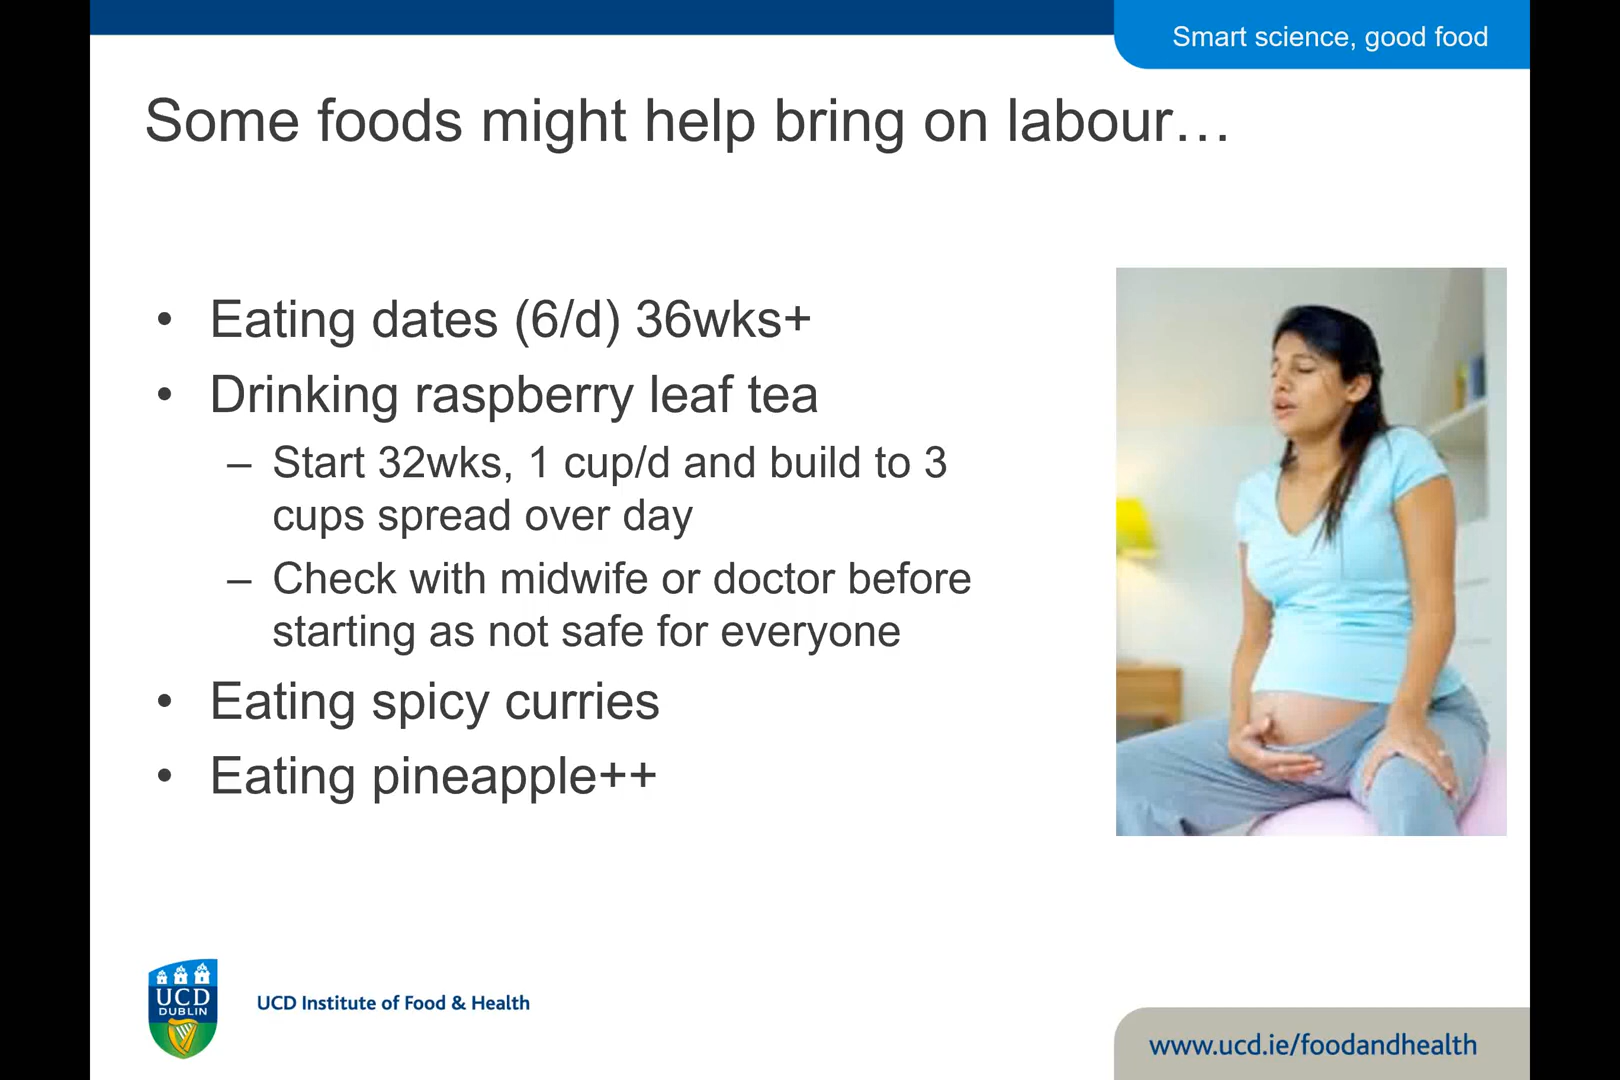 Smart science, good food
Some foods might help bring on labour…
• Eating dates (6/d) 36wks+
• Drinking raspberry leaf tea
– Start 32wks, 1 cup/d and build to 3
cups spread over day
– Check with midwife or doctor before
starting as not safe for everyone
• Eating spicy curries
• Eating pineapple++
UCD
DUBLIN
UCD Institute of Food & Health
www.ucd.ie/foodandhealth